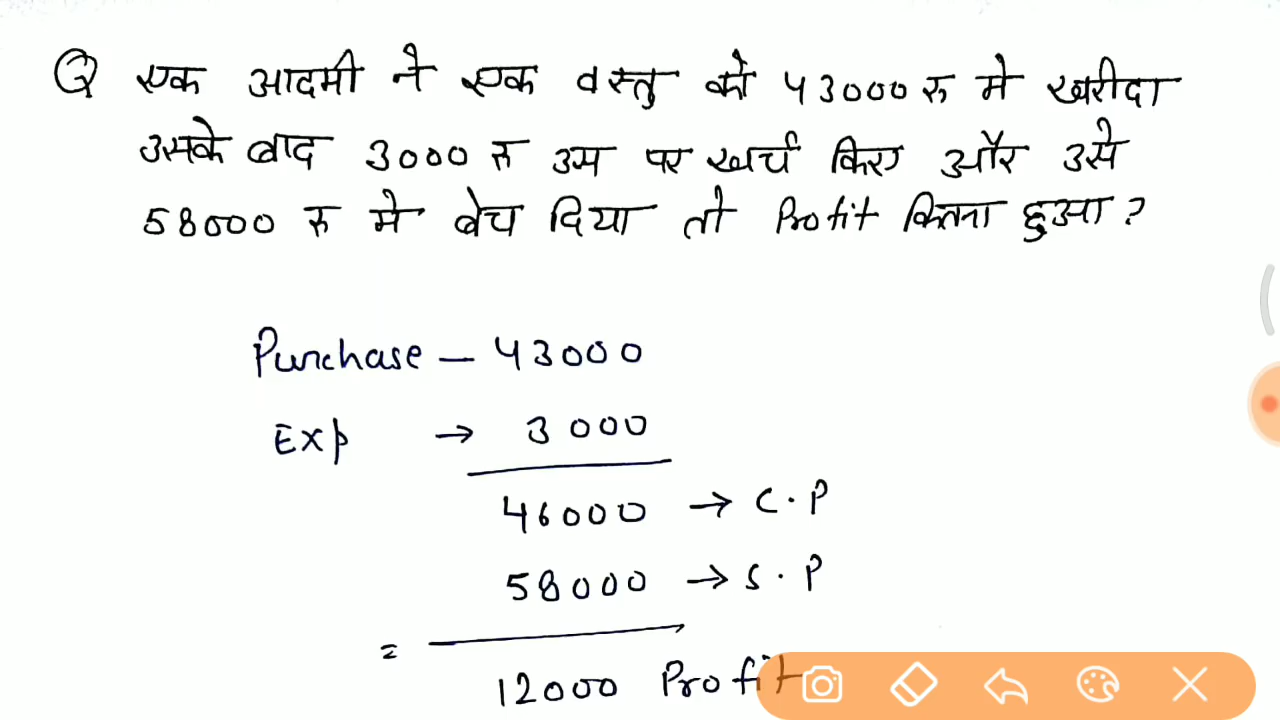 Q एक आदमी ने एक वस्तु को 43000 रु मे खरीदा
उसके बाद 3000 रु उस पर खर्च किए और उसे
58000 रु मे बेच दिया तो Profit कितना हुआ ?
Purchase – 43000
Exp → 3000
46000 → C.P
58000 → S.P
=
12000 Profit